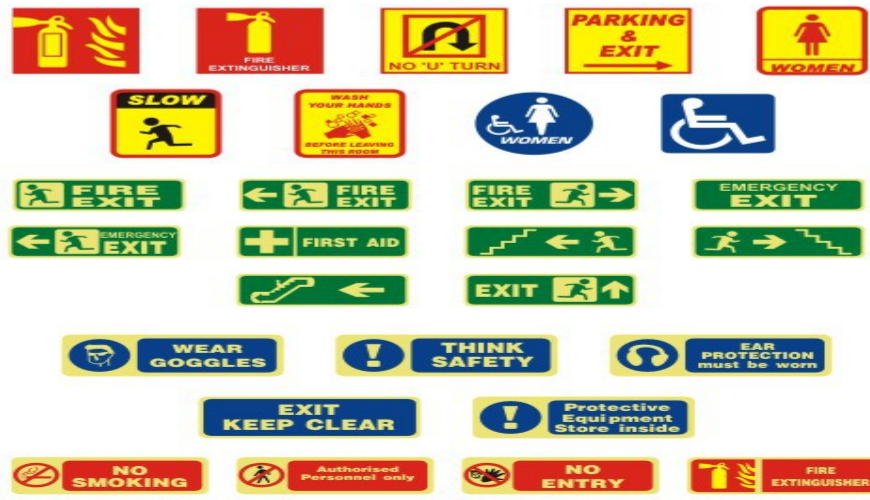 FIRE
EXTINGUISHER
NO 'U' TURN
PARKING
&
EXIT
WOMEN
SLOW
WASH
YOUR HANDS
BEFORE LEAVING
THIS ROOM
WOMEN
FIRE
EXIT
FIRE
EXIT
FIRE
EXIT
EMERGENCY
EXIT
EMERGENCY
EXIT
FIRST AID
EXIT
WEAR
GOGGLES
THINK
SAFETY
EAR
PROTECTION
must be worn
EXIT
KEEP CLEAR
Protective
Equipment
Store inside
NO
SMOKING
Authorised
Personnel only
NO
ENTRY
FIRE
EXTINGUISHER